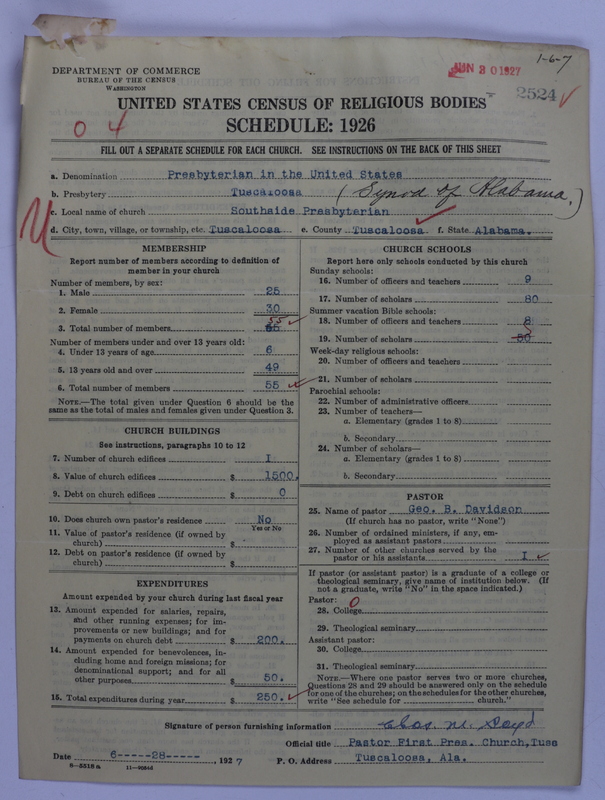 1-6-7
JUN 20 1927
DEPARTMENT OF COMMERCE
BUREAU OF THE CENSUS
WASHINGTON
2524
UNITED STATES CENSUS OF RELIGIOUS BODIES
0 4
SCHEDULE: 1926
FILL OUT A SEPARATE SCHEDULE FOR EACH CHURCH. SEE INSTRUCTIONS ON THE BACK OF THIS SHEET
a. Denomination Presbyterian in the United States
b. Presbytery Tuscaloosa (Synod of Alabama.)
c. Local name of church Southside Presbyterian
d. City, town, village, or township, etc. Tuscaloosa e. County Tuscaloosa f. State Alabama.
MEMBERSHIP
Report number of members according to definition of
member in your church
Number of members, by sex:
1. Male 25
2. Female 30
3. Total number of members 55
Number of members under and over 13 years old:
4. Under 13 years of age 6
5. 13 years old and over 49
6. Total number of members 55
NOTE.—The total given under Question 6 should be the
same as the total of males and females given under Question 3.
CHURCH BUILDINGS
See instructions, paragraphs 10 to 12
7. Number of church edifices I
8. Value of church edifices $ 1500.
9. Debt on church edifices $ 0
10. Does church own pastor's residence No
Yes or No
11. Value of pastor's residence (if owned by
church) $
12. Debt on pastor's residence (if owned by
church) $
EXPENDITURES
Amount expended by your church during last fiscal year
13. Amount expended for salaries, repairs,
and other running expenses; for im-
provements or new buildings; and for
payments on church debt $ 200.
14. Amount expended for benevolences, in-
cluding home and foreign missions; for
denominational support; and for all
other purposes $ 50.
15. Total expenditures during year $ 250.
CHURCH SCHOOLS
Report here only schools conducted by this church
Sunday schools:
16. Number of officers and teachers 9
17. Number of scholars 80
Summer vacation Bible schools:
18. Number of officers and teachers 8
19. Number of scholars 50
Week-day religious schools:
20. Number of officers and teachers
21. Number of scholars
Parochial schools:
22. Number of administrative officers
23. Number of teachers—
a. Elementary (grades 1 to 8)
b. Secondary
24. Number of scholars—
a. Elementary (grades 1 to 8)
b. Secondary
PASTOR
25. Name of pastor Geo. B. Davidson
(If church has no pastor, write "None")
26. Number of ordained ministers, if any, em-
ployed as assistant pastors
27. Number of other churches served by the
pastor or his assistants I
If pastor (or assistant pastor) is a graduate of a college or
theological seminary, give name of institution below. (If
not a graduate, write "No" in the space indicated.)
Pastor: 0
28. College
29. Theological seminary
Assistant pastor:
30. College
31. Theological seminary
NOTE.—Where one pastor serves two or more churches,
Questions 28 and 29 should be answered only on the schedule
for one of the churches; on the schedules for the other churches,
write "See schedule for church."
Signature of person furnishing information Chas. M. Boyd
Official title Pastor First Pres. Church,Tusc
Date 6-----28-----, 1927 P. O. Address Tuscaloosa, Ala.